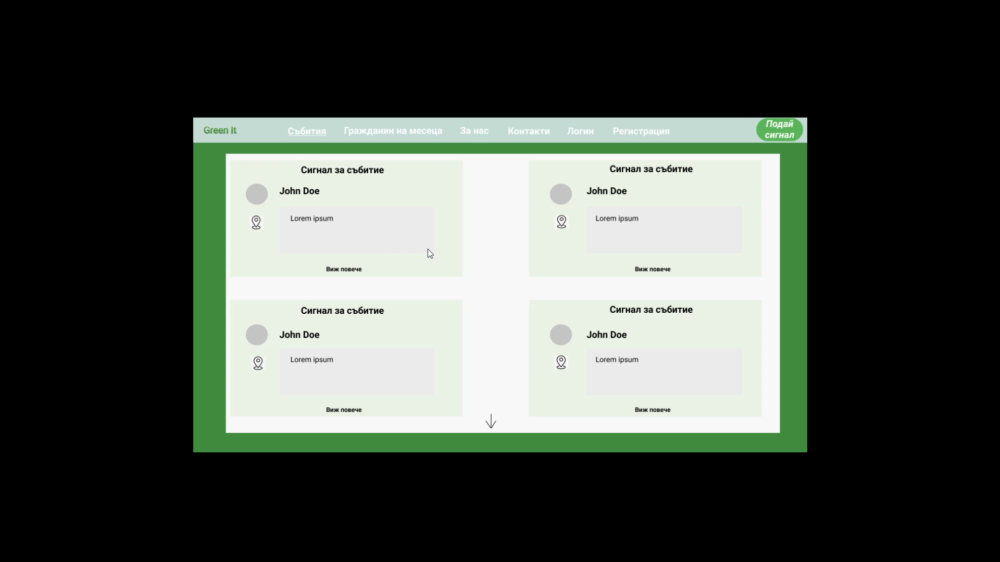 Green it
Събития
Гражданин на месеца
За нас
Контакти
Логин
Регистрация
Подай
сигнал
Сигнал за събитие
John Doe
Lorem ipsum
Виж повече
Сигнал за събитие
John Doe
Lorem ipsum
Виж повече
Сигнал за събитие
John Doe
Lorem ipsum
Виж повече
Сигнал за събитие
John Doe
Lorem ipsum
Виж повече